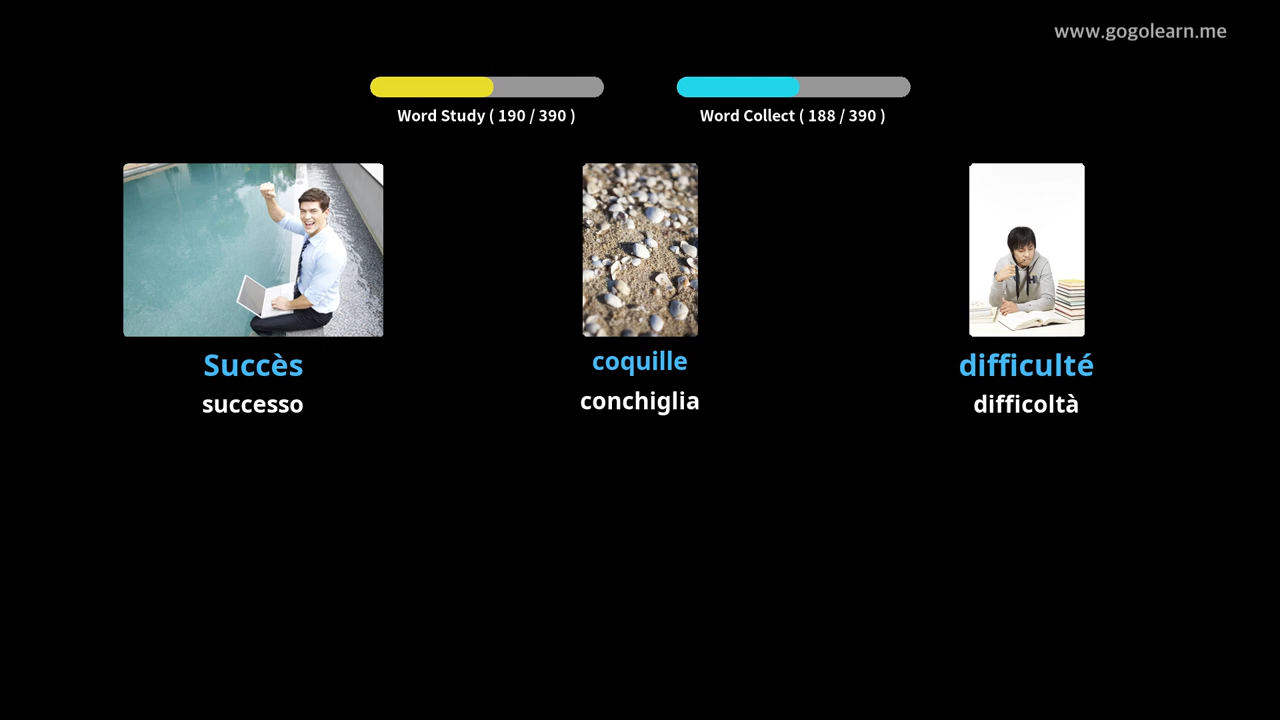 www.gogolearn.me
Word Study ( 190 / 390 )
Word Collect ( 188 / 390 )
Succès
successo
coquille
conchiglia
difficulté
difficoltà